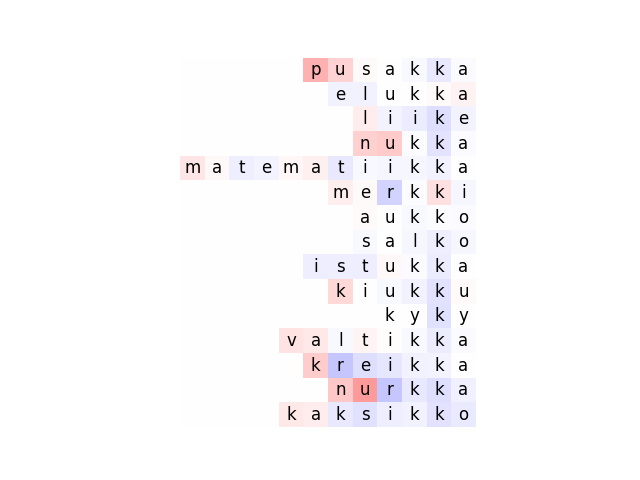 pusakka
elukka
liike
nukka
matematiikka
merkki
aukko
salko
istukka
kiukku
kyky
valtikka
kreikka
nurkka
kaksikko